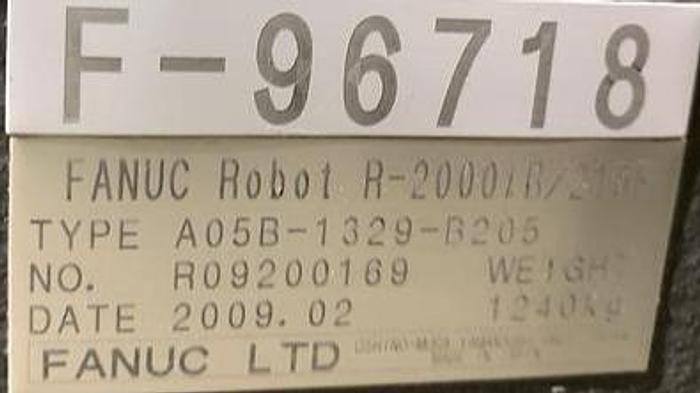 F-96718
FANUC Robot R-2000iB/210F
TYPE A05B-1329-B205
NO. R09200169 WEIGHT
DATE 2009.02 1240kg
FANUC LTD